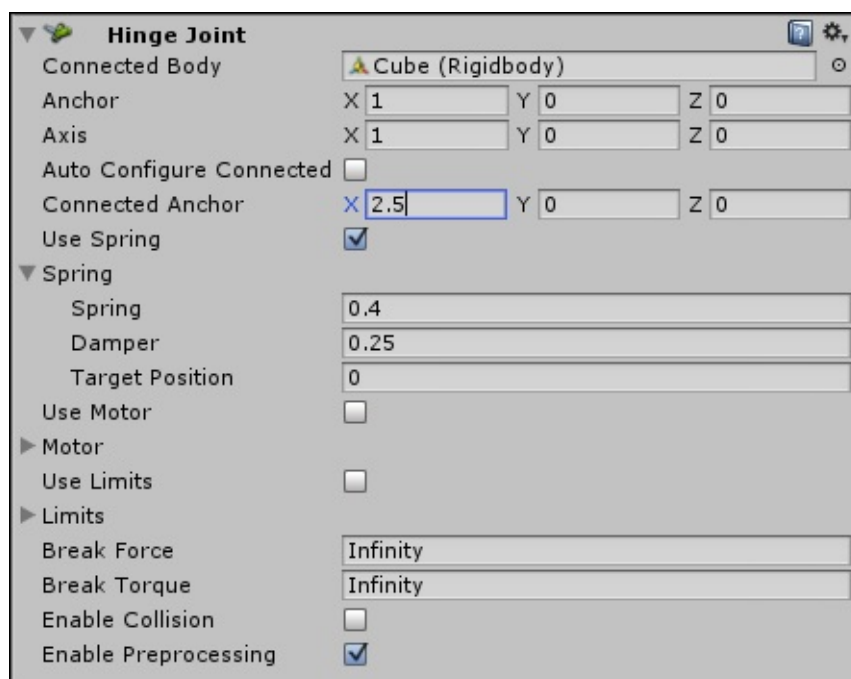 Hinge Joint
Connected Body Cube (Rigidbody)
Anchor X 1 Y 0 Z 0
Axis X 1 Y 0 Z 0
Auto Configure Connected
Connected Anchor X 2.5 Y 0 Z 0
Use Spring
Spring
Spring 0.4
Damper 0.25
Target Position 0
Use Motor
Motor
Use Limits
Limits
Break Force Infinity
Break Torque Infinity
Enable Collision
Enable Preprocessing